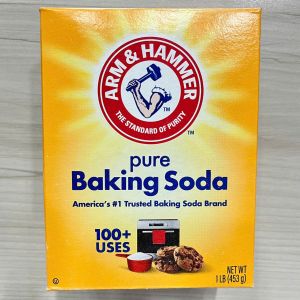 ARM & HAMMER
THE STANDARD OF PURITY
TM
TM
pure
Baking Soda
America's #1 Trusted Baking Soda Brand
100+
USES
NET WT
1 LB (453 g)
U